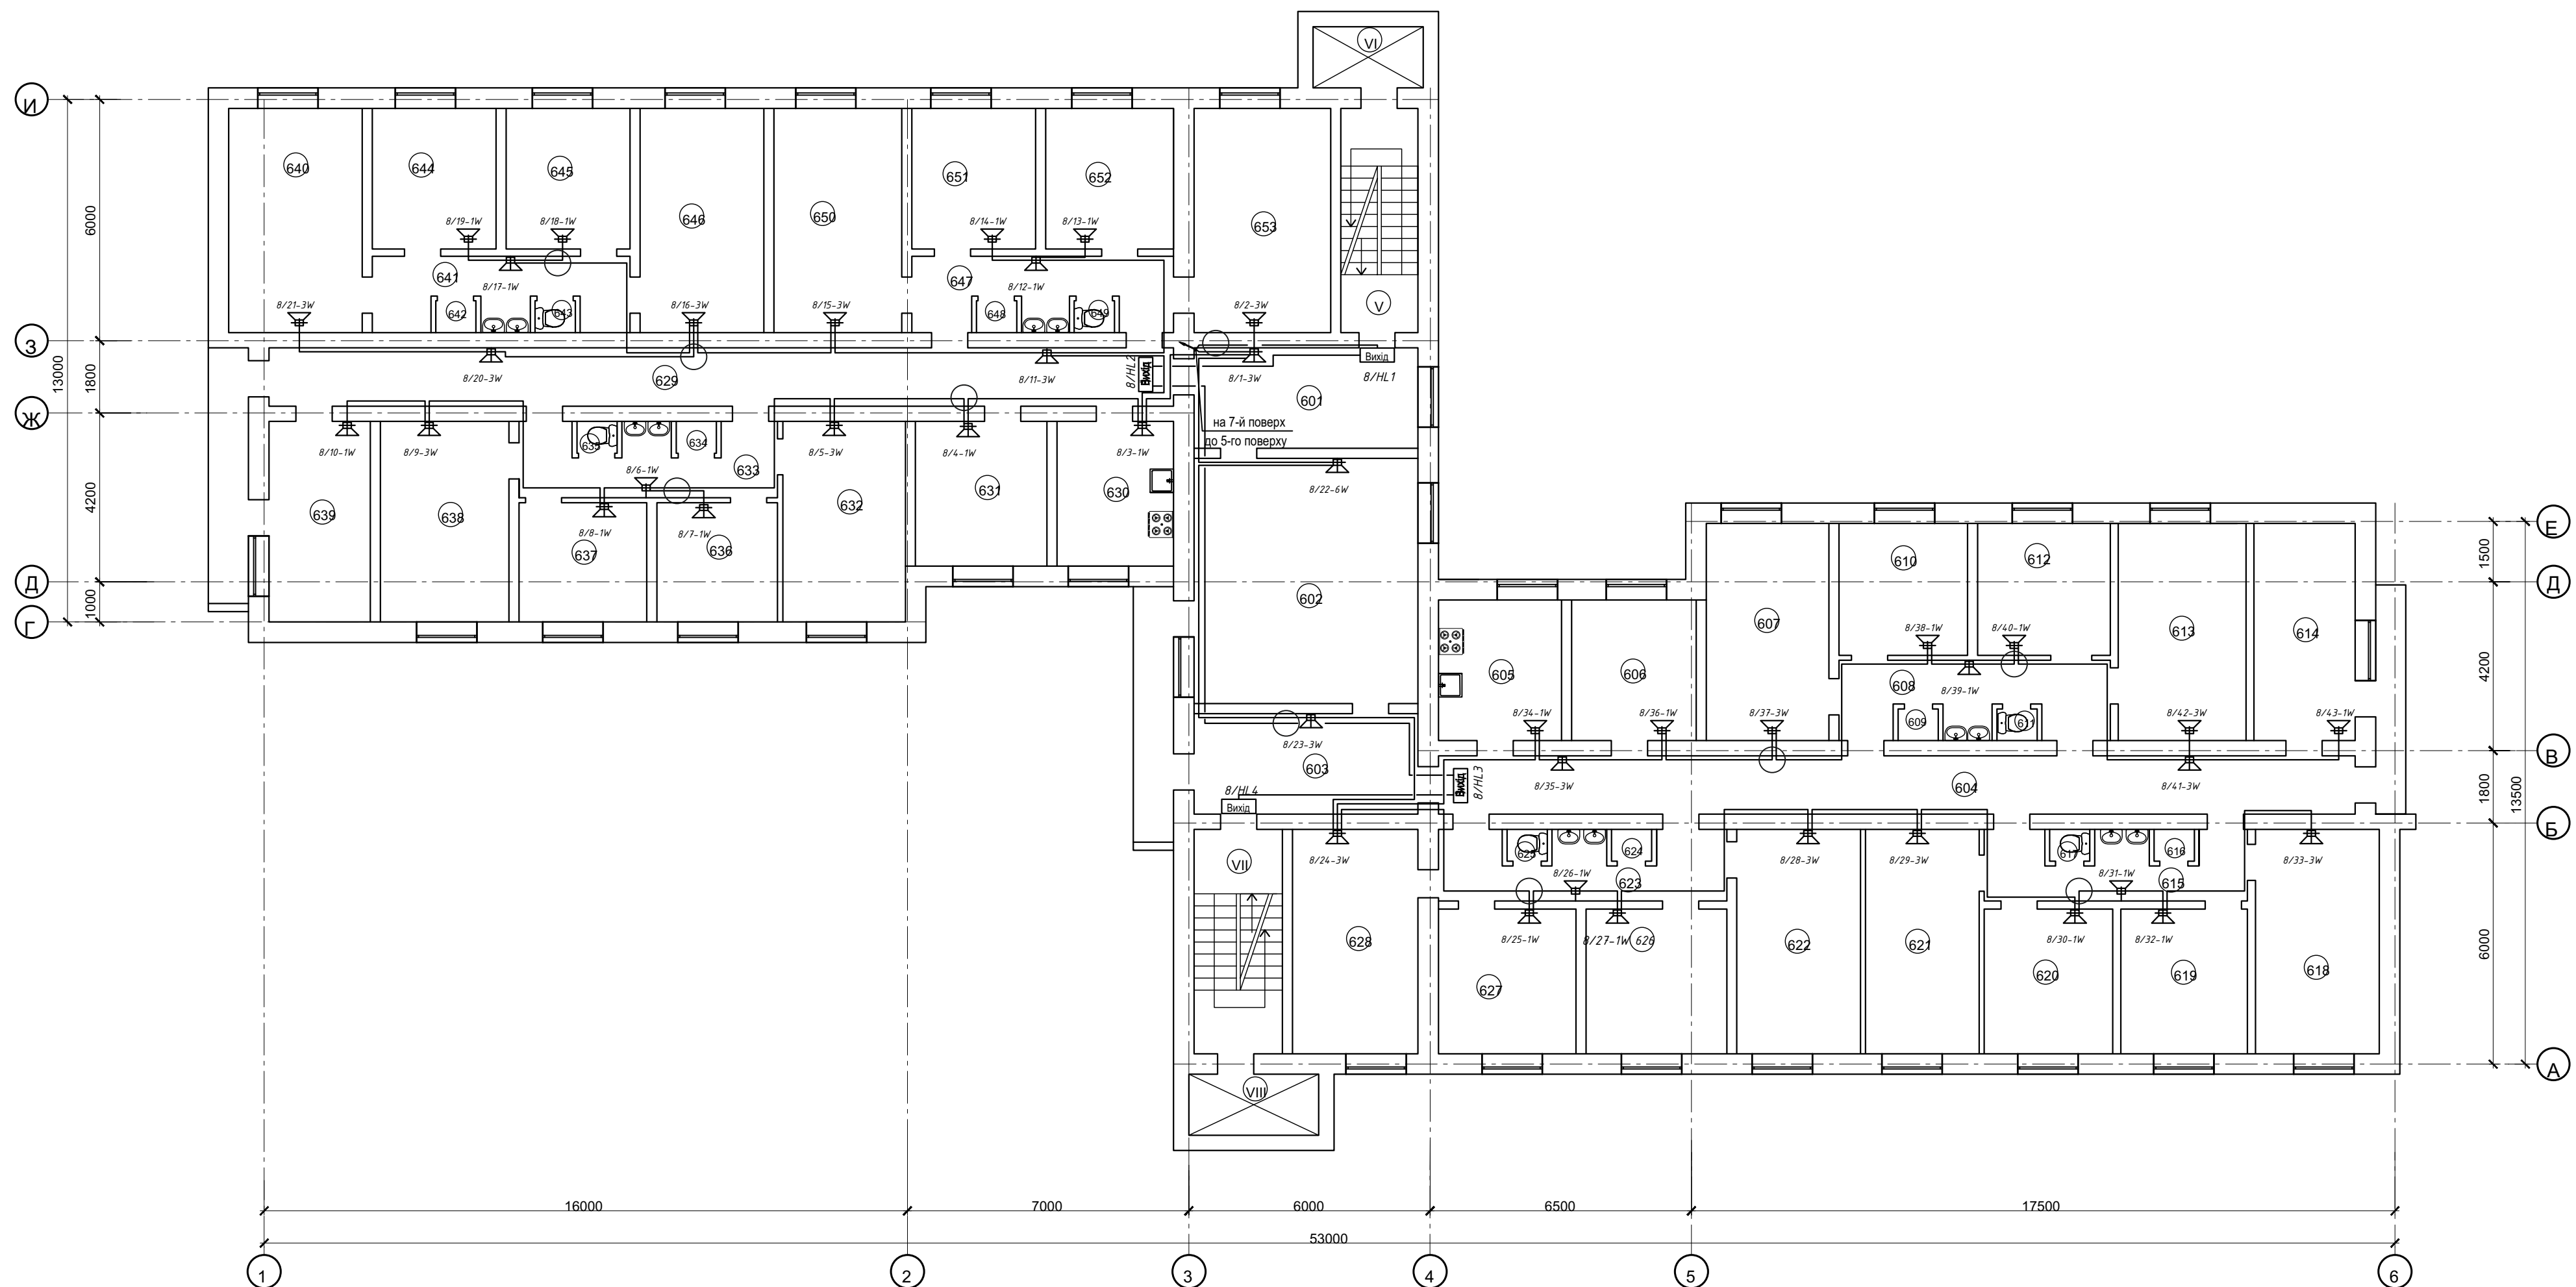 VI
И
640
644
645
651
652
646
650
653
8/19-1W
8/18-1W
8/14-1W
8/13-1W
6000
641
647
8/17-1W
8/12-1W
8/21-3W
642
643
8/16-3W
8/15-3W
648
649
8/2-3W
V
З
Вихід
13000
1800
8/20-3W
629
8/11-3W
8/HL2
Вихід
8/1-3W
8/HL1
601
Ж
на 7-й поверх
до 5-го поверху
635
634
8/10-1W
8/9-3W
8/6-1W
633
8/5-3W
8/4-1W
8/3-1W
8/22-6W
4200
639
638
632
631
630
8/8-1W
8/7-1W
637
636
Е
1500
610
612
Д
Д
1000
602
Г
607
8/38-1W
8/40-1W
613
614
605
606
608
8/39-1W
4200
609
611
8/34-1W
8/36-1W
8/37-3W
8/42-3W
8/43-1W
8/23-3W
В
603
8/HL3
Вихід
8/35-3W
604
8/41-3W
1800
13500
8/HL4
Вихід
Б
VII
8/24-3W
625
624
8/28-3W
8/29-3W
617
616
8/33-3W
8/26-1W
623
8/31-1W
615
628
8/25-1W
8/27-1W
626
622
621
8/30-1W
8/32-1W
6000
627
620
619
618
А
VIII
16000
7000
6000
6500
17500
53000
1
2
3
4
5
6